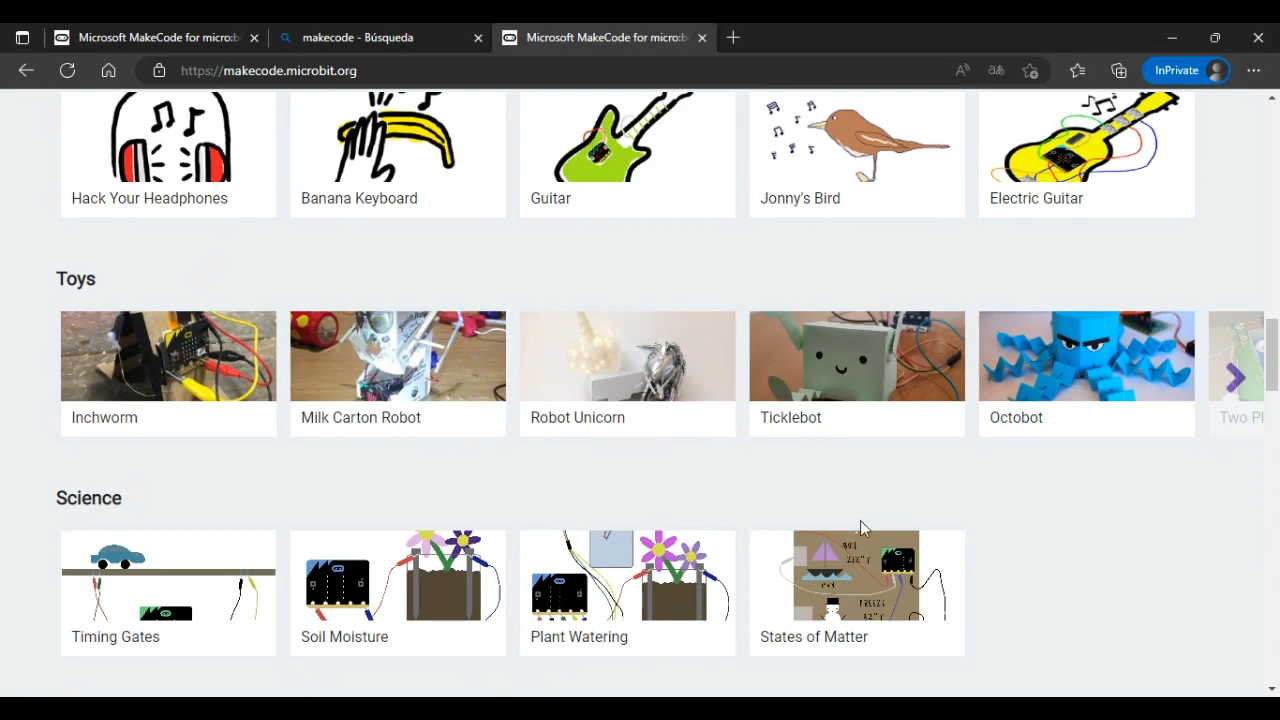 Microsoft MakeCode for micro:b
makecode - Búsqueda
Microsoft MakeCode for micro:b
https://makecode.microbit.org
InPrivate
Hack Your Headphones
Banana Keyboard
Guitar
Jonny's Bird
Electric Guitar
Toys
Inchworm
Milk Carton Robot
Robot Unicorn
Ticklebot
Octobot
Two Pl
Science
Timing Gates
Soil Moisture
Plant Watering
States of Matter